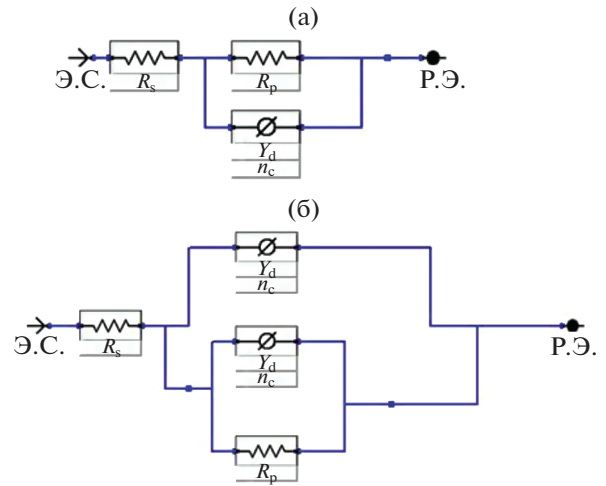 (а)
Э.С. R_s R_p Р.Э.
Y_d
n_c
(б)
Y_d
n_c
Э.С. R_s Y_d Р.Э.
n_c
R_p